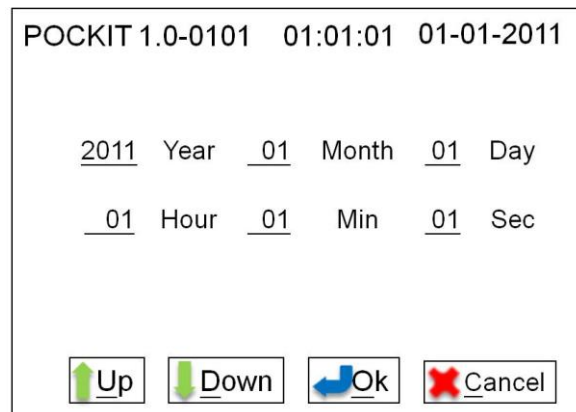 POCKIT 1.0-0101 01:01:01 01-01-2011
2011 Year 01 Month 01 Day
01 Hour 01 Min 01 Sec
Up Down Ok Cancel